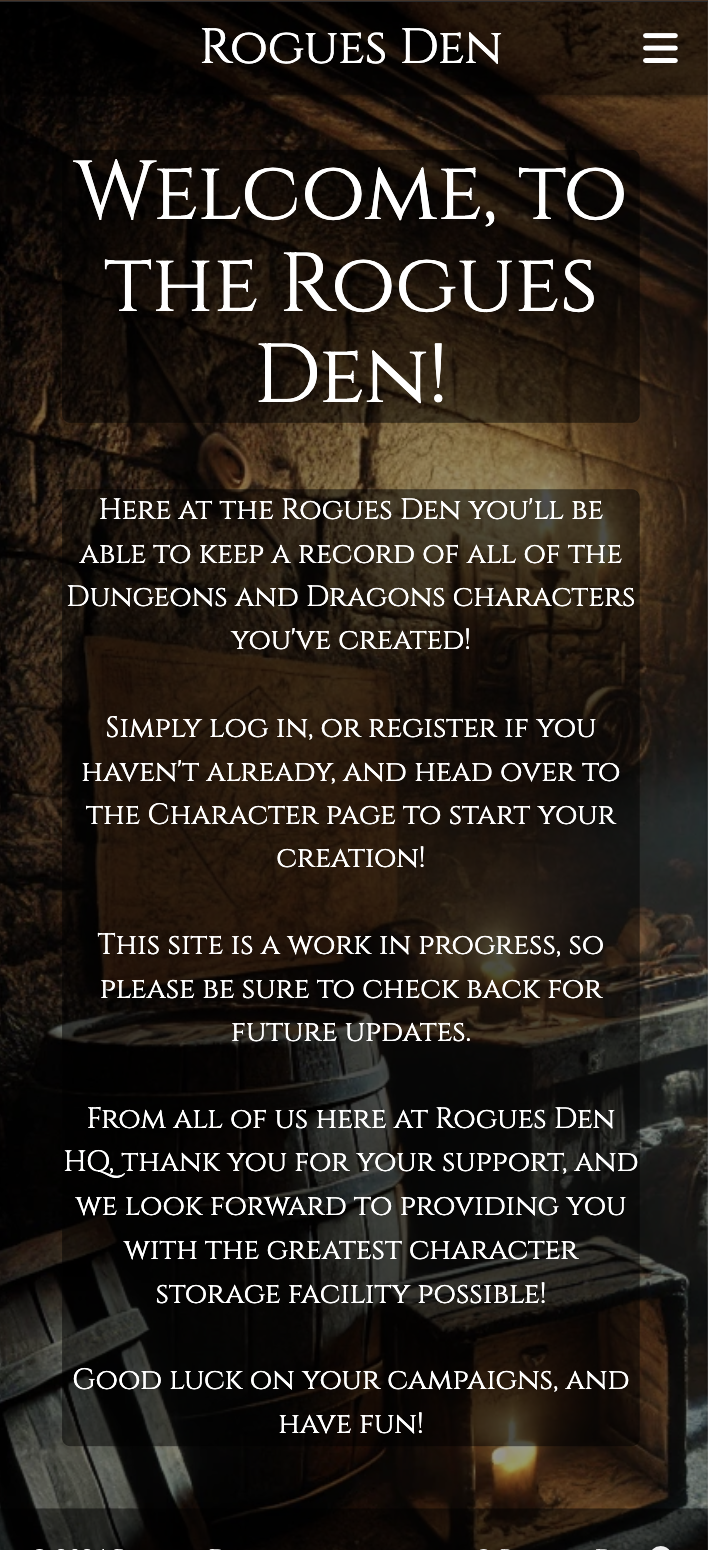 Rogues Den
Welcome, to
the Rogues
Den!
Here at the Rogues Den you'll be
able to keep a record of all of the
Dungeons and Dragons characters
you've created!
Simply log in, or register if you
haven't already, and head over to
the Character page to start your
creation!
This site is a work in progress, so
please be sure to check back for
future updates.
From all of us here at Rogues Den
HQ, thank you for your support, and
we look forward to providing you
with the greatest character
storage facility possible!
Good luck on your campaigns, and
have fun!